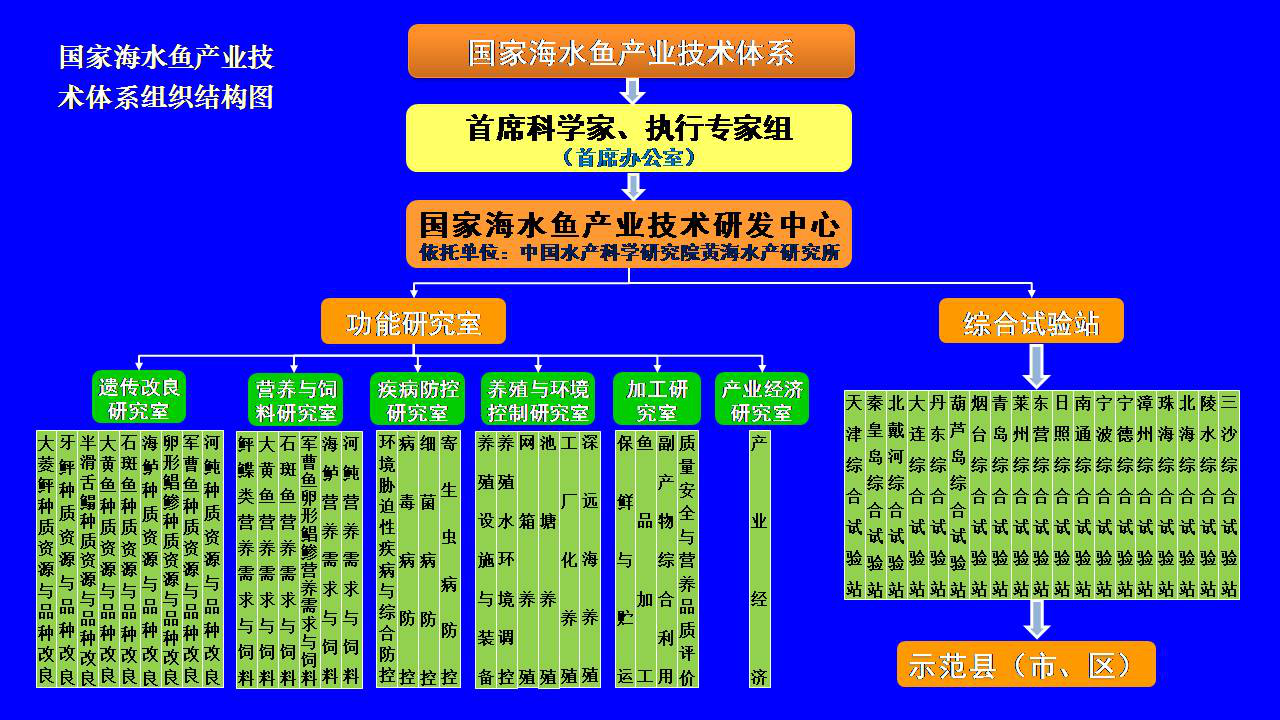 国家海水鱼产业技
术体系组织结构图
国家海水鱼产业技术体系
首席科学家、执行专家组
（首席办公室）
国家海水鱼产业技术研发中心
依托单位：中国水产科学研究院黄海水产研究所
功能研究室
综合试验站
遗传改良
研究室
营养与饲
料研究室
疾病防控
研究室
养殖与环境
控制研究室
加工研
究室
产业经济
研究室
大菱鲆种质资源与品种改良
牙鲆种质资源与品种改良
半滑舌鳎种质资源与品种改良
大黄鱼种质资源与品种改良
石斑鱼种质资源与品种改良
海鲈种质资源与品种改良
卵形鲳鲹种质资源与品种改良
军曹鱼种质资源与品种改良
河鲀种质资源与品种改良
鲆鲽类营养需求与饲料
大黄鱼营养需求与饲料
石斑鱼营养需求与饲料
军曹鱼卵形鲳鲹营养需求与饲料
海鲈营养需求与饲料
河鲀营养需求与饲料
环境胁迫性疾病与综合防控
病毒病防控
细菌病防控
寄生虫病防控
养殖设施与装备
养殖水环境调控
网箱养殖
池塘养殖
工厂化养殖
深远海养殖
保鲜与贮运
鱼品加工
副产物综合利用
质量安全与营养品质评价
产业经济
天津综合试验站
秦皇岛综合试验站
北戴河综合试验站
大连综合试验站
丹东综合试验站
葫芦岛综合试验站
烟台综合试验站
青岛综合试验站
莱州综合试验站
东营综合试验站
日照综合试验站
南通综合试验站
宁波综合试验站
宁德综合试验站
漳州综合试验站
珠海综合试验站
北海综合试验站
陵水综合试验站
三沙综合试验站
示范县（市、区）